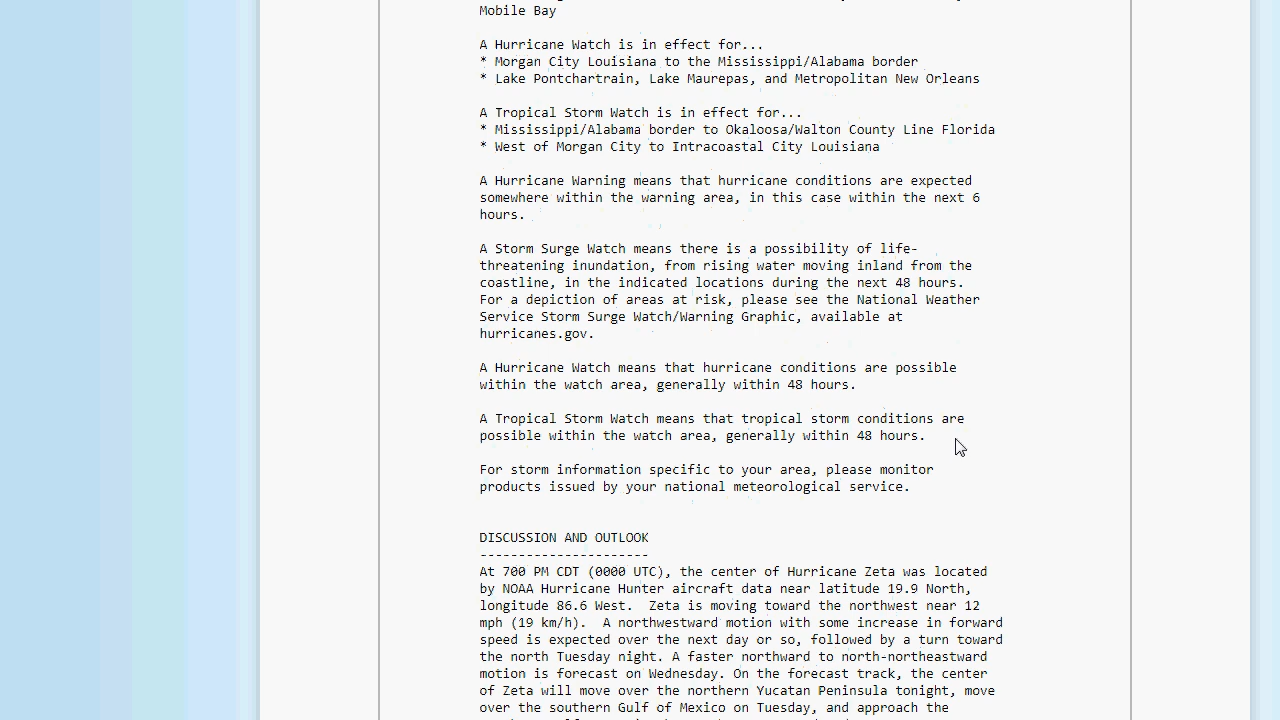 Mobile Bay
A Hurricane Watch is in effect for...
* Morgan City Louisiana to the Mississippi/Alabama border
* Lake Pontchartrain, Lake Maurepas, and Metropolitan New Orleans
A Tropical Storm Watch is in effect for...
* Mississippi/Alabama border to Okaloosa/Walton County Line Florida
* West of Morgan City to Intracoastal City Louisiana
A Hurricane Warning means that hurricane conditions are expected
somewhere within the warning area, in this case within the next 6
hours.
A Storm Surge Watch means there is a possibility of life-
threatening inundation, from rising water moving inland from the
coastline, in the indicated locations during the next 48 hours.
For a depiction of areas at risk, please see the National Weather
Service Storm Surge Watch/Warning Graphic, available at
hurricanes.gov.
A Hurricane Watch means that hurricane conditions are possible
within the watch area, generally within 48 hours.
A Tropical Storm Watch means that tropical storm conditions are
possible within the watch area, generally within 48 hours.
For storm information specific to your area, please monitor
products issued by your national meteorological service.
DISCUSSION AND OUTLOOK
----------------------
At 700 PM CDT (0000 UTC), the center of Hurricane Zeta was located
by NOAA Hurricane Hunter aircraft data near latitude 19.9 North,
longitude 86.6 West.  Zeta is moving toward the northwest near 12
mph (19 km/h).  A northwestward motion with some increase in forward
speed is expected over the next day or so, followed by a turn toward
the north Tuesday night. A faster northward to north-northeastward
motion is forecast on Wednesday. On the forecast track, the center
of Zeta will move over the northern Yucatan Peninsula tonight, move
over the southern Gulf of Mexico on Tuesday, and approach the